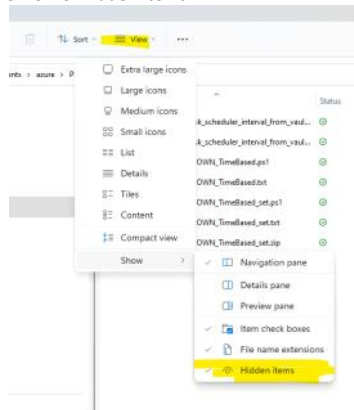 Sort
View
...
ents > azure > P
Extra large icons
Large icons
Medium icons
Small icons
List
Details
Tiles
Content
Compact view
Show
Status
k_scheduler_interval_from_vaul...
k_scheduler_interval_from_vaul...
OWN_TimeBased.ps1
OWN_TimeBased.txt
OWN_TimeBased_set.ps1
OWN_TimeBased_set.txt
OWN_TimeBased_set.zip
Navigation pane
Details pane
Preview pane
Item check boxes
File name extensions
Hidden items